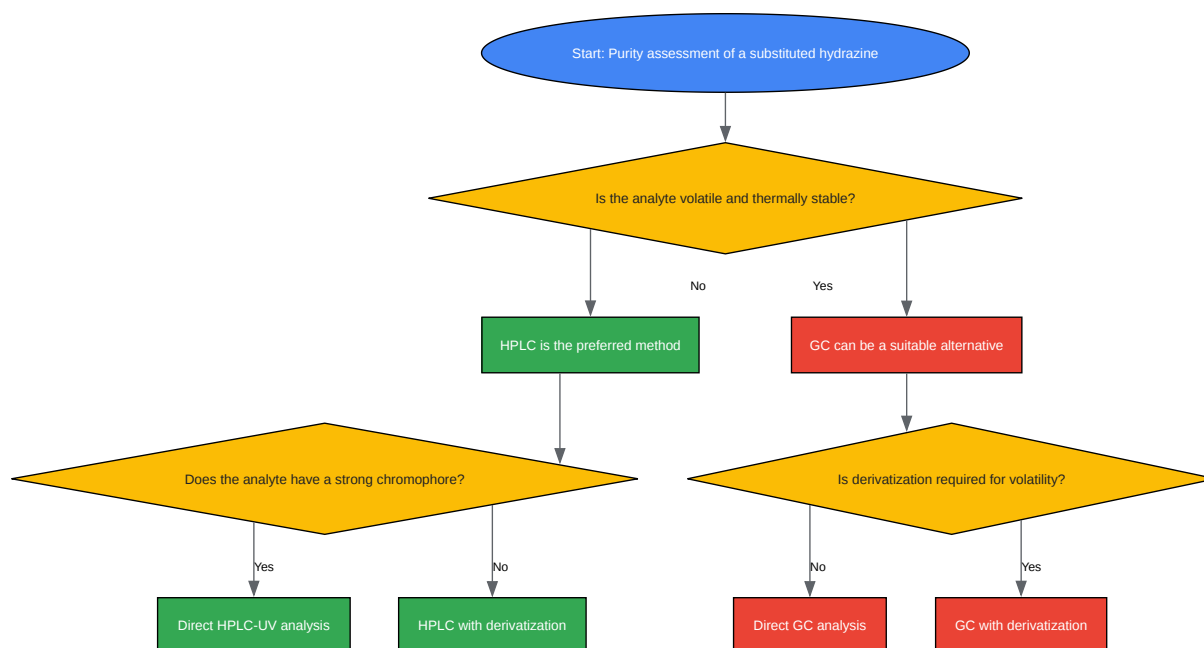 Start: Purity assessment of a substituted hydrazine
Is the analyte volatile and thermally stable?
No
Yes
HPLC is the preferred method
GC can be a suitable alternative
Does the analyte have a strong chromophore?
Is derivatization required for volatility?
Yes
No
No
Yes
Direct HPLC-UV analysis
HPLC with derivatization
Direct GC analysis
GC with derivatization